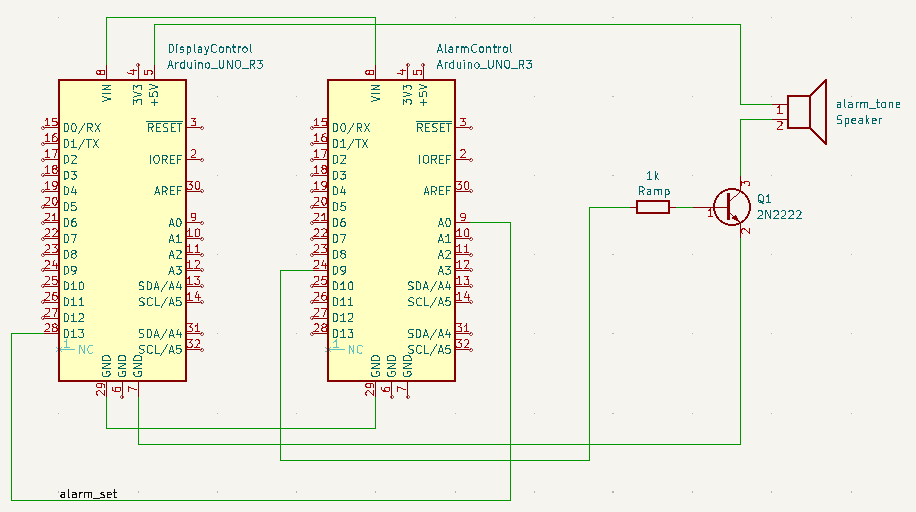 DisplayControl
Arduino_UNO_R3
AlarmControl
Arduino_UNO_R3
8
4
5
8
4
5
VIN
3V3
+5V
VIN
3V3
+5V
alarm_tone
Speaker
1
2
15 D0/RX
16 D1/TX
17 D2
18 D3
19 D4
20 D5
21 D6
22 D7
23 D8
24 D9
25 D10
26 D11
27 D12
28 D13
1 NC
RESET 3
IOREF 2
AREF 30
A0 9
A1 10
A2 11
A3 12
SDA/A4 13
SCL/A5 14
SDA/A4 31
SCL/A5 32
GND
GND
GND
29
6
7
15 D0/RX
16 D1/TX
17 D2
18 D3
19 D4
20 D5
21 D6
22 D7
23 D8
24 D9
25 D10
26 D11
27 D12
28 D13
1 NC
RESET 3
IOREF 2
AREF 30
A0 9
A1 10
A2 11
A3 12
SDA/A4 13
SCL/A5 14
SDA/A4 31
SCL/A5 32
GND
GND
GND
29
6
7
1k
Ramp
3
1
2
Q1
2N2222
alarm_set